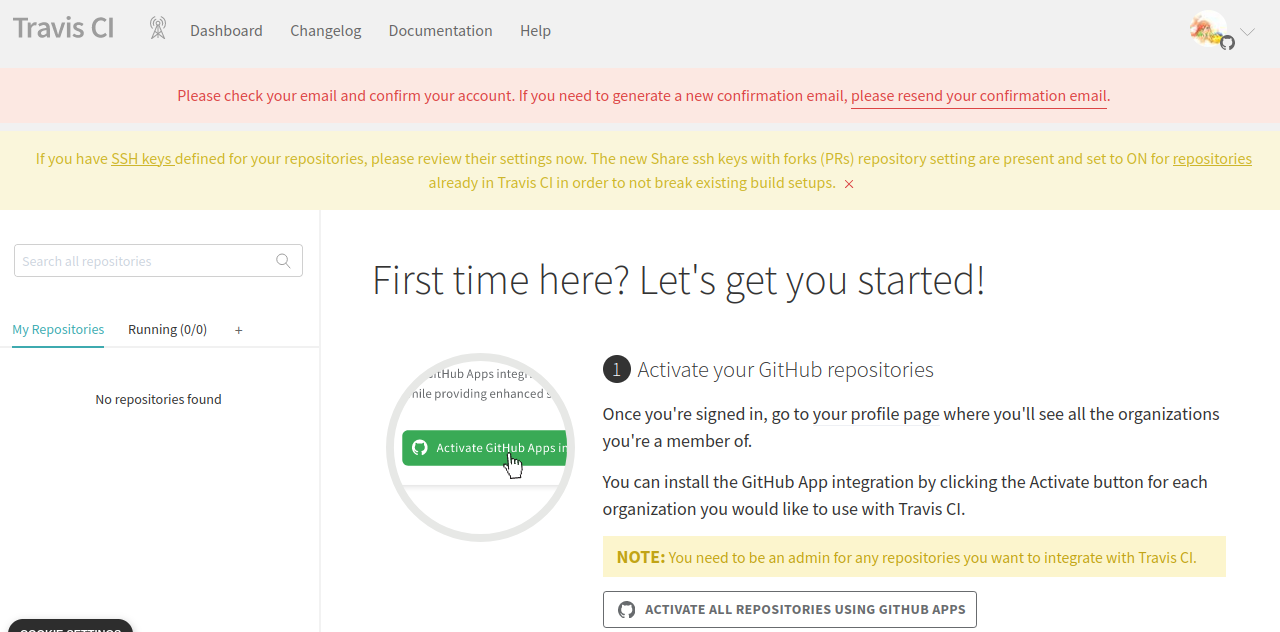 Travis CI
Dashboard
Changelog
Documentation
Help
Please check your email and confirm your account. If you need to generate a new confirmation email, please resend your confirmation email.
If you have SSH keys defined for your repositories, please review their settings now. The new Share ssh keys with forks (PRs) repository setting are present and set to ON for repositories
already in Travis CI in order to not break existing build setups.
Search all repositories
My Repositories
Running (0/0)
+
No repositories found
First time here? Let's get you started!
GitHub Apps integr
hile providing enhanced s
Activate GitHub Apps in
1 Activate your GitHub repositories
Once you're signed in, go to your profile page where you'll see all the organizations
you're a member of.
You can install the GitHub App integration by clicking the Activate button for each
organization you would like to use with Travis CI.
NOTE: You need to be an admin for any repositories you want to integrate with Travis CI.
ACTIVATE ALL REPOSITORIES USING GITHUB APPS
COOKIE SETTINGS